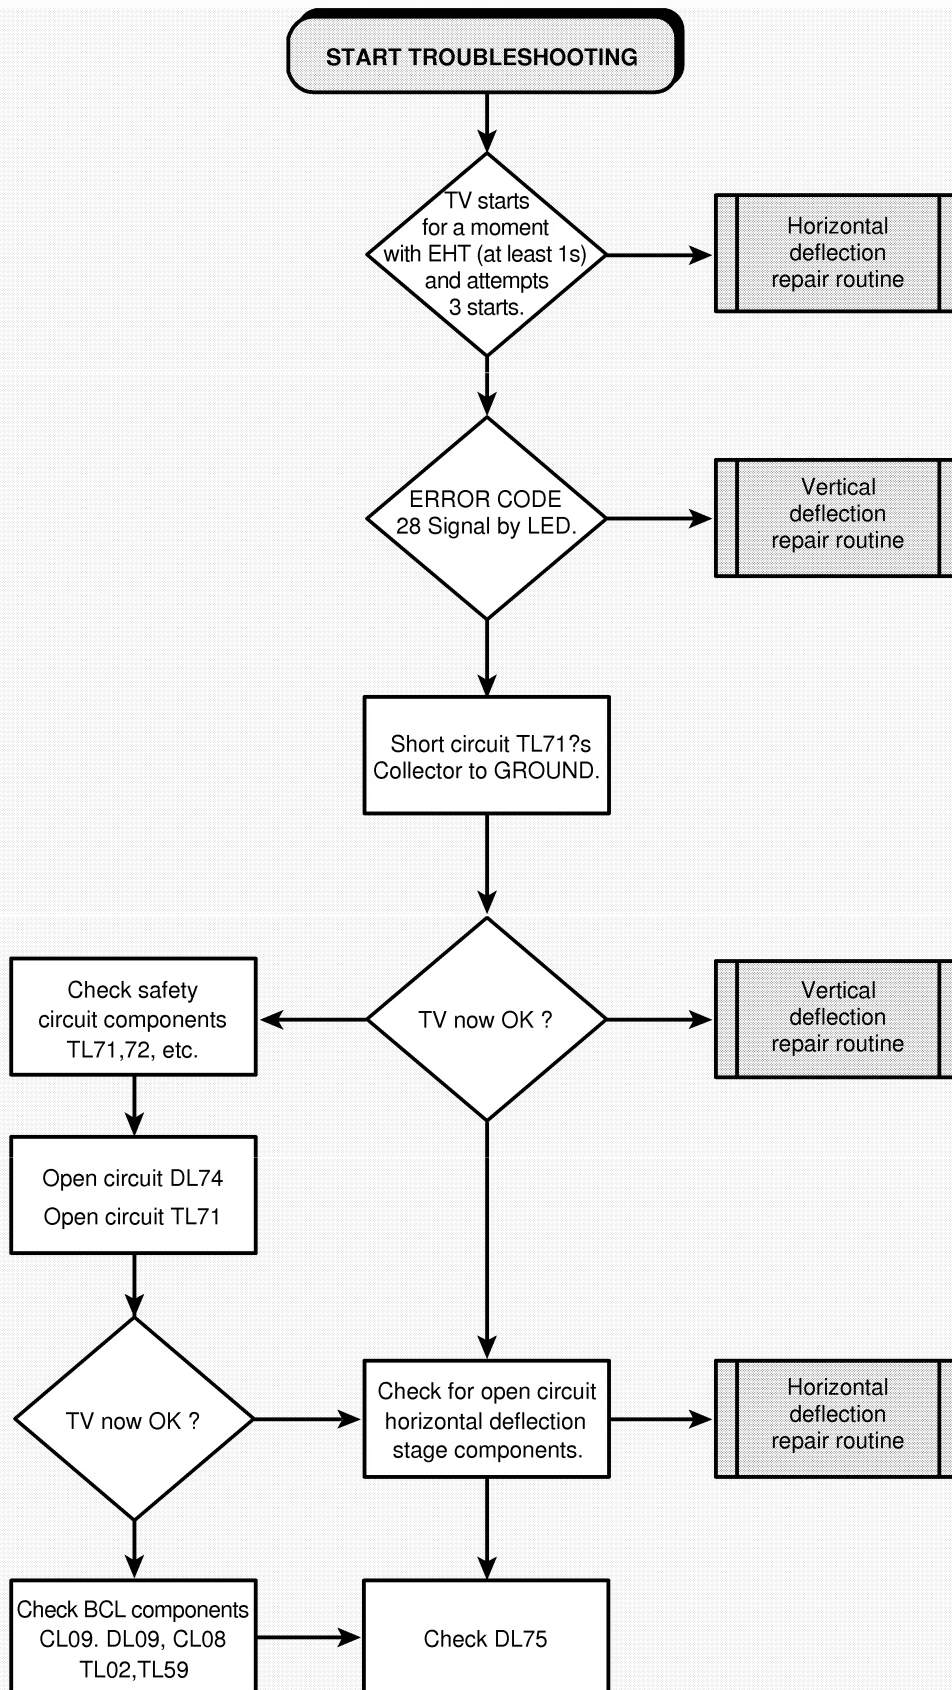 START TROUBLESHOOTING
TV starts
for a moment
with EHT (at least 1s)
and attempts
3 starts.
Horizontal
deflection
repair routine
ERROR CODE
28 Signal by LED.
Vertical
deflection
repair routine
Short circuit TL71?s
Collector to GROUND.
Check safety
circuit components
TL71,72, etc.
TV now OK ?
Vertical
deflection
repair routine
Open circuit DL74
Open circuit TL71
TV now OK ?
Check for open circuit
horizontal deflection
stage components.
Horizontal
deflection
repair routine
Check BCL components
CL09. DL09, CL08
TL02,TL59
Check DL75